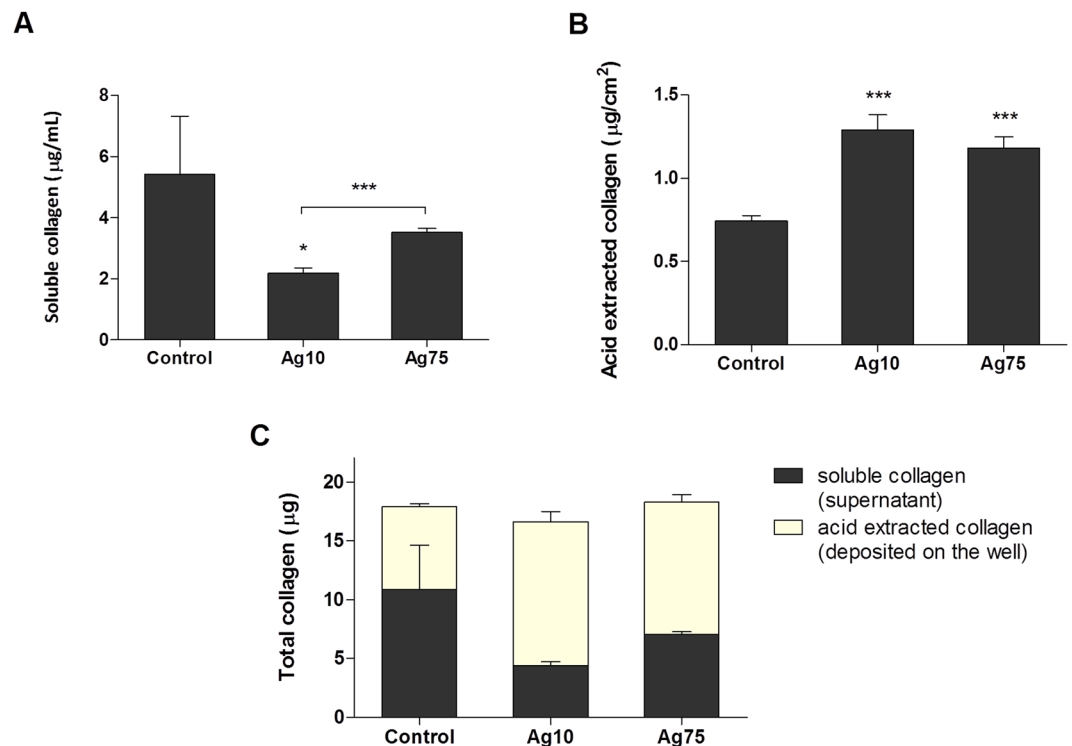 A
B
Soluble collagen ( µg/mL)
8
6
4
2
0
***
*
Control
Ag10
Ag75
Acid extracted collagen ( µg/cm²)
1.5
1.0
0.5
0.0
***
***
Control
Ag10
Ag75
C
Total collagen ( µg)
20
15
10
5
0
Control
Ag10
Ag75
soluble collagen
(supernatant)
acid extracted collagen
(deposited on the well)